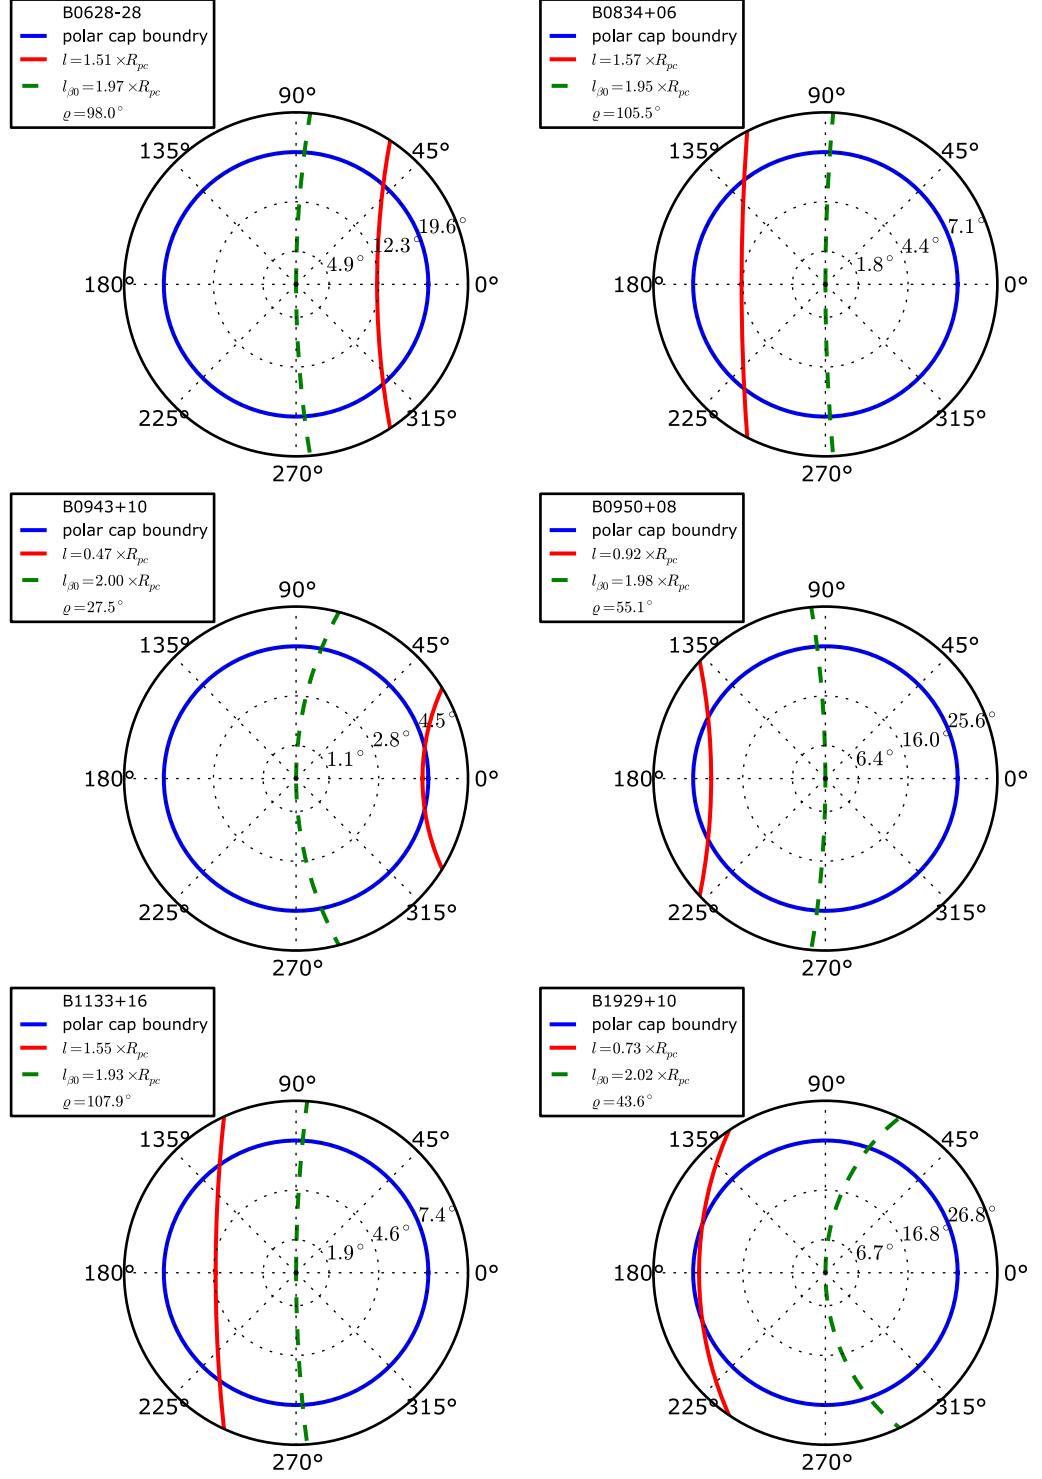 B0628-28
polar cap boundry
l=1.51×R_pc
l_β0=1.97×R_pc
ϱ=98.0°
90°
135°
45°
19.6°
12.3°
4.9°
180°
0°
225°
315°
270°
B0834+06
polar cap boundry
l=1.57×R_pc
l_β0=1.95×R_pc
ϱ=105.5°
90°
135°
45°
7.1°
4.4°
1.8°
180°
0°
225°
315°
270°
B0943+10
polar cap boundry
l=0.47×R_pc
l_β0=2.00×R_pc
ϱ=27.5°
90°
135°
45°
4.5°
2.8°
1.1°
180°
0°
225°
315°
270°
B0950+08
polar cap boundry
l=0.92×R_pc
l_β0=1.98×R_pc
ϱ=55.1°
90°
135°
45°
25.6°
16.0°
6.4°
180°
0°
225°
315°
270°
B1133+16
polar cap boundry
l=1.55×R_pc
l_β0=1.93×R_pc
ϱ=107.9°
90°
135°
45°
7.4°
4.6°
1.9°
180°
0°
225°
315°
270°
B1929+10
polar cap boundry
l=0.73×R_pc
l_β0=2.02×R_pc
ϱ=43.6°
90°
135°
45°
26.8°
16.8°
6.7°
180°
0°
225°
315°
270°